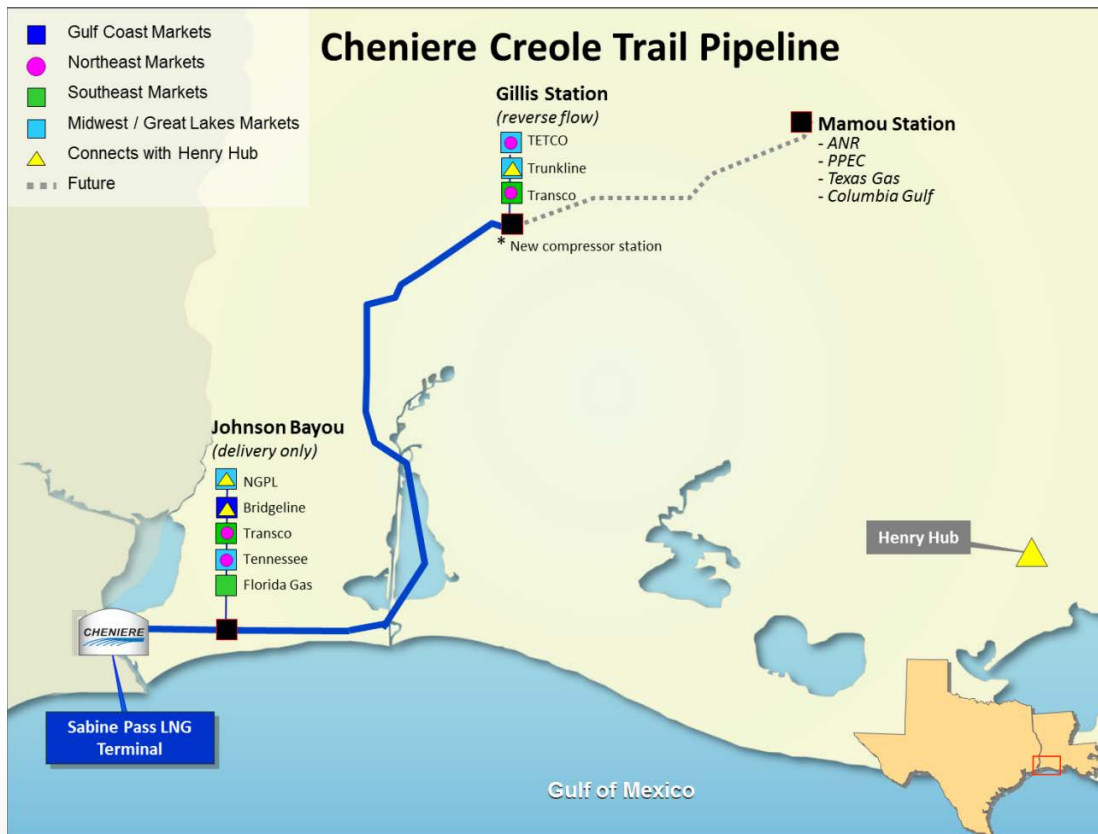 Cheniere Creole Trail Pipeline
Gulf Coast Markets
Northeast Markets
Southeast Markets
Midwest / Great Lakes Markets
Connects with Henry Hub
Future
Gillis Station
(reverse flow)
TETCO
Trunkline
Transco
* New compressor station
Mamou Station
- ANR
- PPEC
- Texas Gas
- Columbia Gulf
Johnson Bayou
(delivery only)
NGPL
Bridgeline
Transco
Tennessee
Florida Gas
Henry Hub
CHENIERE
Sabine Pass LNG
Terminal
Gulf of Mexico